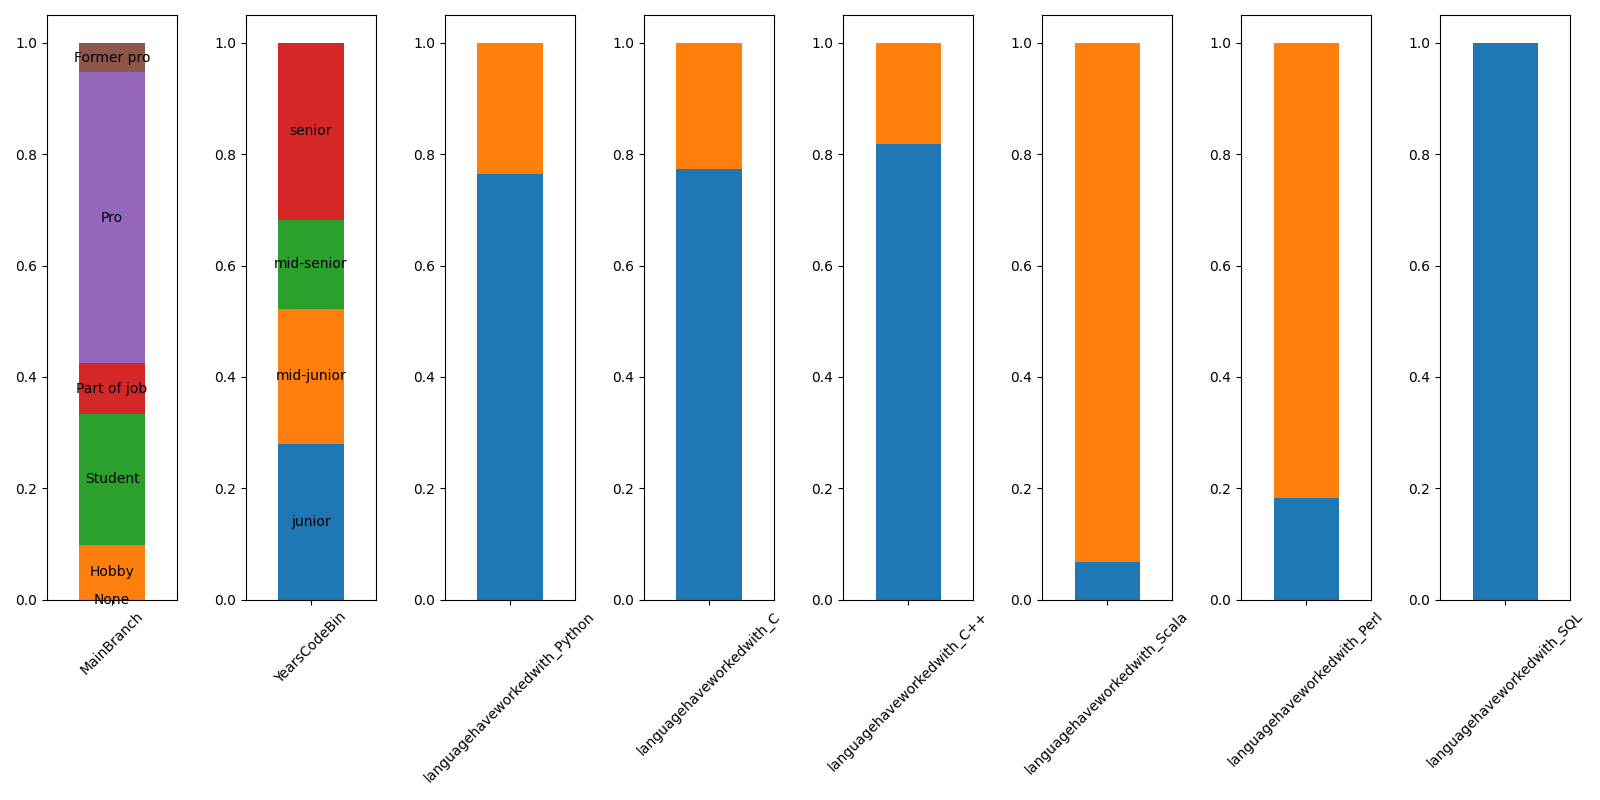 1.0
0.8
0.6
0.4
0.2
0.0
Former pro
Pro
Part of job
Student
Hobby
None
MainBranch
1.0
0.8
0.6
0.4
0.2
0.0
senior
mid-senior
mid-junior
junior
YearsCodeBin
1.0
0.8
0.6
0.4
0.2
0.0
languagehaveworkedwith_Python
1.0
0.8
0.6
0.4
0.2
0.0
languagehaveworkedwith_C
1.0
0.8
0.6
0.4
0.2
0.0
languagehaveworkedwith_C++
1.0
0.8
0.6
0.4
0.2
0.0
languagehaveworkedwith_Scala
1.0
0.8
0.6
0.4
0.2
0.0
languagehaveworkedwith_Perl
1.0
0.8
0.6
0.4
0.2
0.0
languagehaveworkedwith_SQL